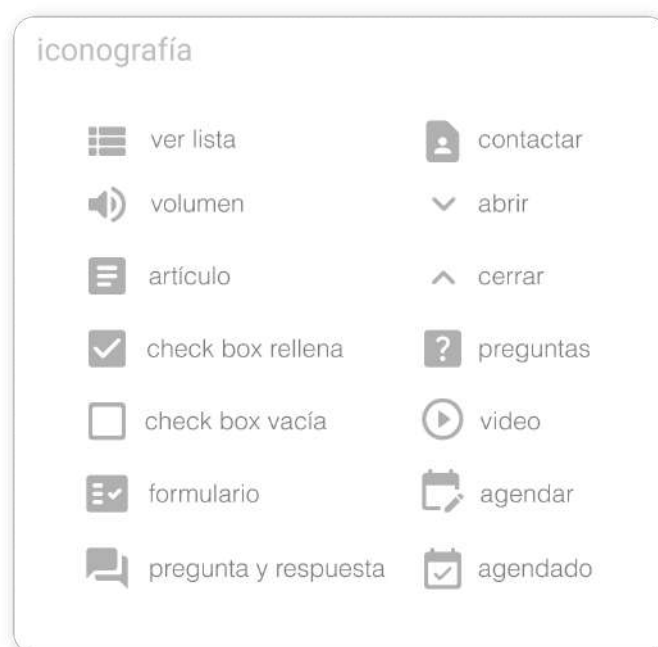 iconografía
ver lista
contactar
volumen
abrir
artículo
cerrar
check box rellena
? preguntas
check box vacía
video
formulario
agendar
pregunta y respuesta
agendado